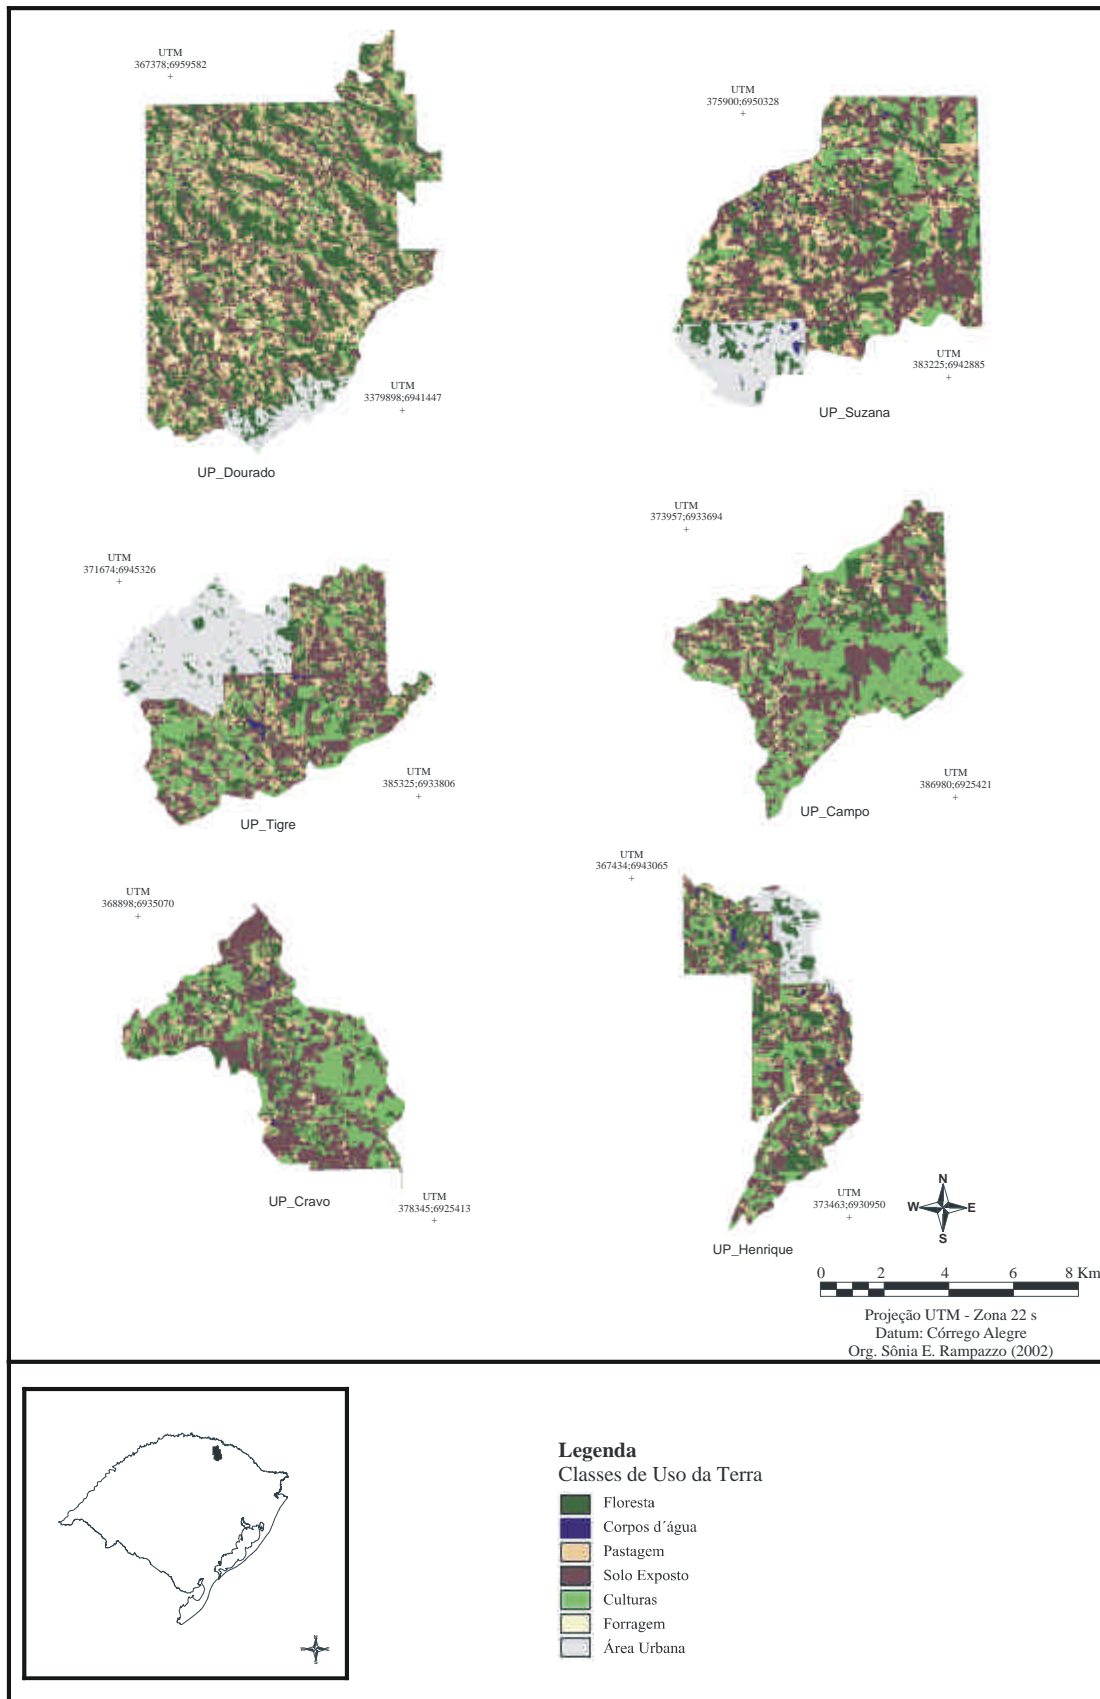 UTM
367378;6959582
+
UTM
375900;6950328
+
UTM
3379898;6941447
+
UTM
383225;6942885
+
UP_Suzana
UP_Dourado
UTM
373957;6933694
+
UTM
371674;6945326
+
UTM
385325;6933806
+
UTM
386980;6925421
+
UP_Campo
UP_Tigre
UTM
367434;6943065
+
UTM
368898;6935070
+
UTM
378345;6925413
+
UP_Cravo
UTM
373463;6930950
+
UP_Henrique
N
W E
S
0 2 4 6 8 Km
Projeção UTM - Zona 22 s
Datum: Córrego Alegre
Org. Sônia E. Rampazzo (2002)
Legenda
Classes de Uso da Terra
Floresta
Corpos d´água
Pastagem
Solo Exposto
Culturas
Forragem
Área Urbana